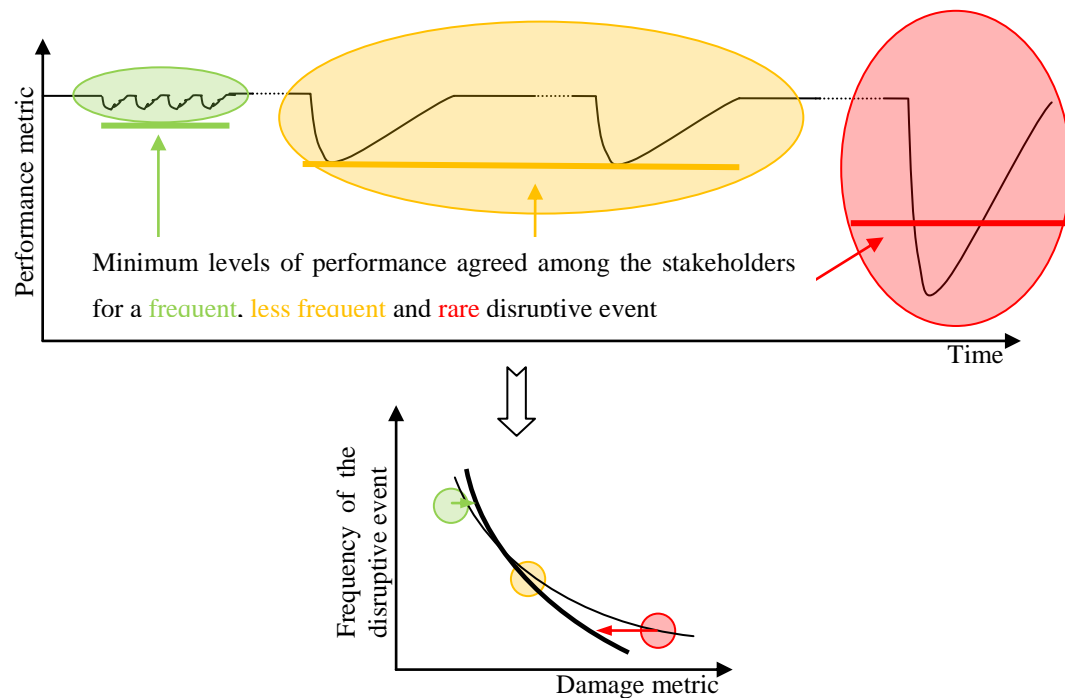 Performance metric
Minimum levels of performance agreed among the stakeholders
for a frequent, less frequent and rare disruptive event
Time
Frequency of the
disruptive event
Damage metric